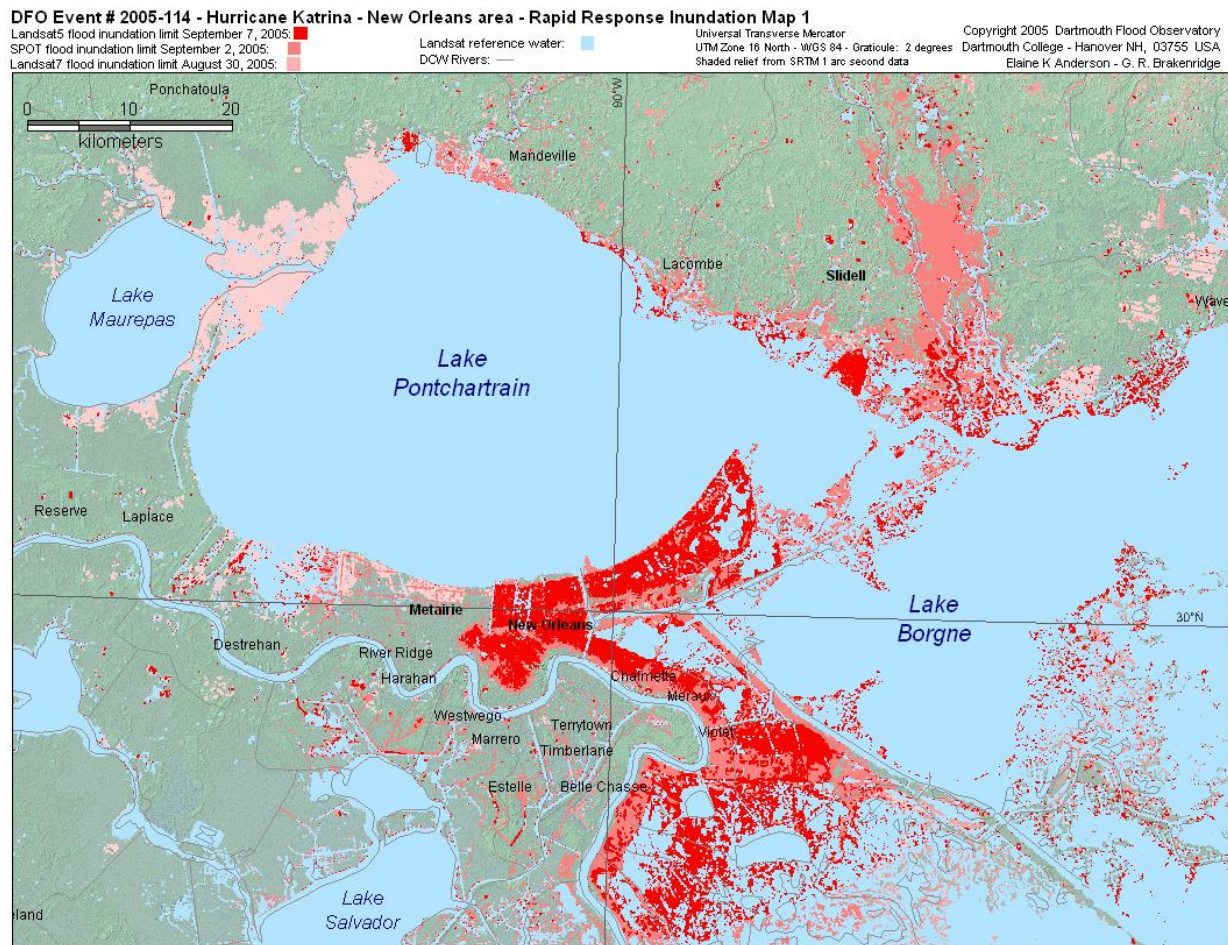 DFO Event # 2005-114 - Hurricane Katrina - New Orleans area - Rapid Response Inundation Map 1
Landsat5 flood inundation limit September 7, 2005:
SPOT flood inundation limit September 2, 2005:
Landsat7 flood inundation limit August 30, 2005:
Landsat reference water:
DCW Rivers:
Universal Transverse Mercator
UTM Zone 16 North - WGS 84 - Graticule: 2 degrees
Shaded relief from SRTM 1 arc second data
Copyright 2005 Dartmouth Flood Observatory
Dartmouth College - Hanover NH, 03755 USA
Elaine K Anderson - G. R. Brakenridge
Ponchatoula
0 10 20
kilometers
90°W
Mandeville
Lacombe
Slidell
Wave
Lake
Maurepas
Lake
Pontchartrain
Reserve
Laplace
Metairie
New Orleans
Lake
Borgne
30°N
Destrehan
River Ridge
Harahan
Chalmette
Meraux
Westwego
Terrytown
Violet
Marrero
Timberlane
Estelle
Belle Chasse
Lake
Salvador
land